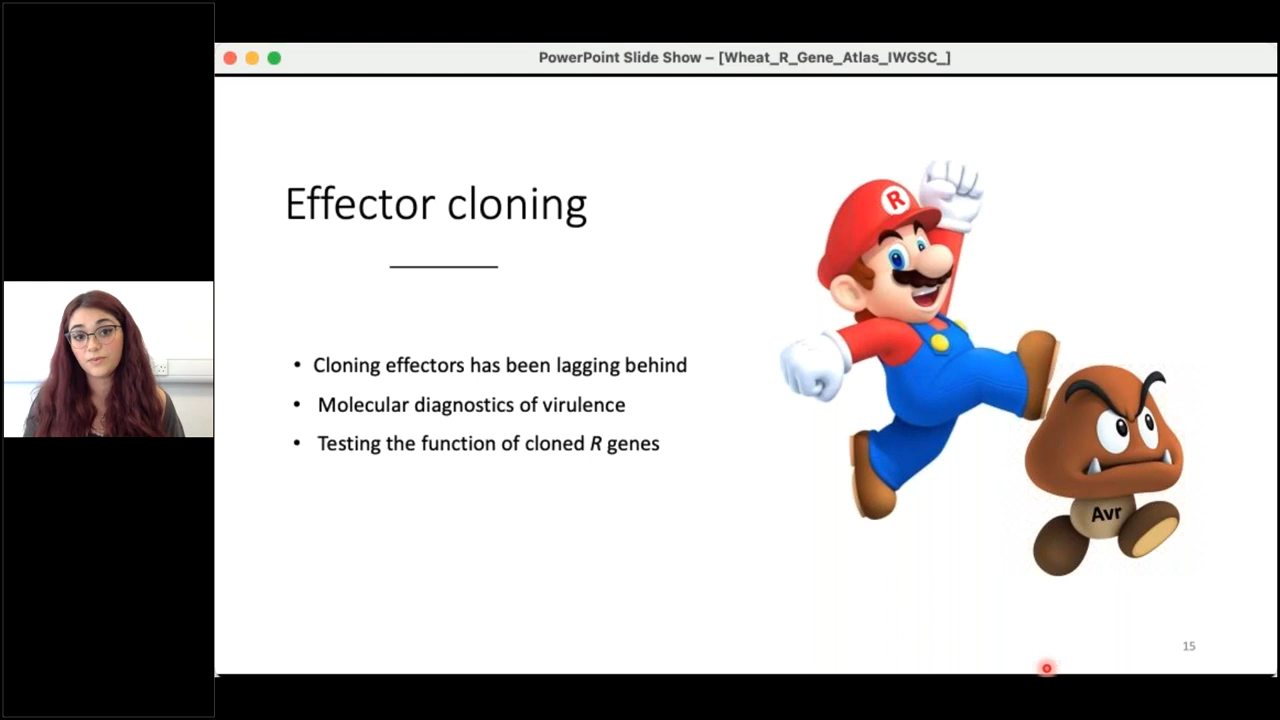 PowerPoint Slide Show – [Wheat_R_Gene_Atlas_IWGSC_]
Effector cloning
• Cloning effectors has been lagging behind
• Molecular diagnostics of virulence
• Testing the function of cloned R genes
R
Avr
15